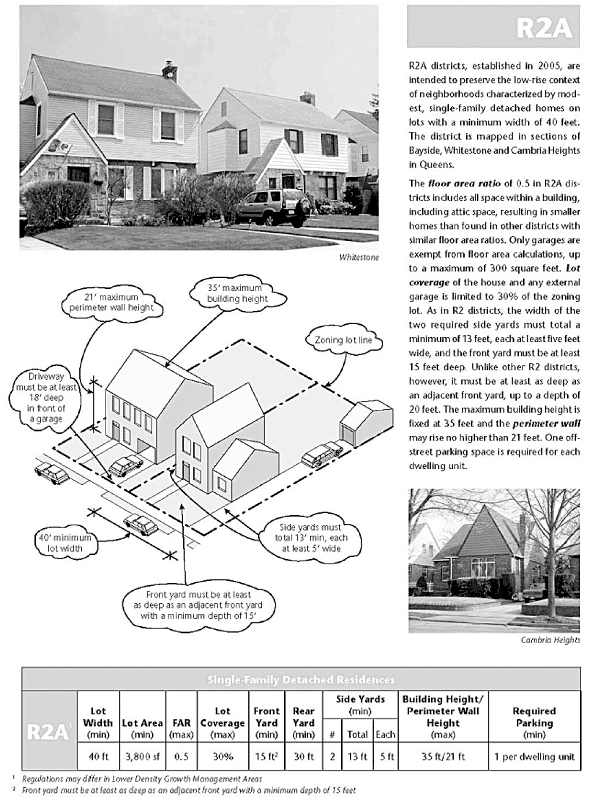 R2A
R2A districts, established in 2005, are
intended to preserve the low-rise context
of neighborhoods characterized by mod-
est, single-family detached homes on
lots with a minimum width of 40 feet.
The district is mapped in sections of
Bayside, Whitestone and Cambria Heights
in Queens.
The floor area ratio of 0.5 in R2A dis-
tricts includes all space within a building,
including attic space, resulting in smaller
homes than found in other districts with
similar floor area ratios. Only garages are
exempt from floor area calculations, up
to a maximum of 300 square feet. Lot
coverage of the house and any external
garage is limited to 30% of the zoning
lot. As in R2 districts, the width of the
two required side yards must total a
minimum of 13 feet, each at least five feet
wide, and the front yard must be at least
15 feet deep. Unlike other R2 districts,
however, it must be at least as deep as
an adjacent front yard, up to a depth of
20 feet. The maximum building height is
fixed at 35 feet and the perimeter wall
may rise no higher than 21 feet. One off-
street parking space is required for each
dwelling unit.
Whitestone
21' maximum
perimeter wall height
35' maximum
building height
Zoning lot line
Driveway
must be at least
18' deep
in front of
a garage
40' minimum
lot width
Side yards must
total 13' min, each
at least 5' wide
Front yard must be at least
as deep as an adjacent front yard
with a minimum depth of 15'
Cambria Heights
Single-Family Detached Residences
R2A¹
Lot Width (min) Lot Area (min) FAR (max) Lot Coverage (max) Front Yard (min) Rear Yard (min) Side Yards (min) # Total Each Building Height/ Perimeter Wall Height (max) Required Parking (min)
40 ft 3,800 sf 0.5 30% 15 ft² 30 ft 2 13 ft 5 ft 35 ft/21 ft 1 per dwelling unit
¹ Regulations may differ in Lower Density Growth Management Areas
² Front yard must be at least as deep as an adjacent front yard with a minimum depth of 15 feet